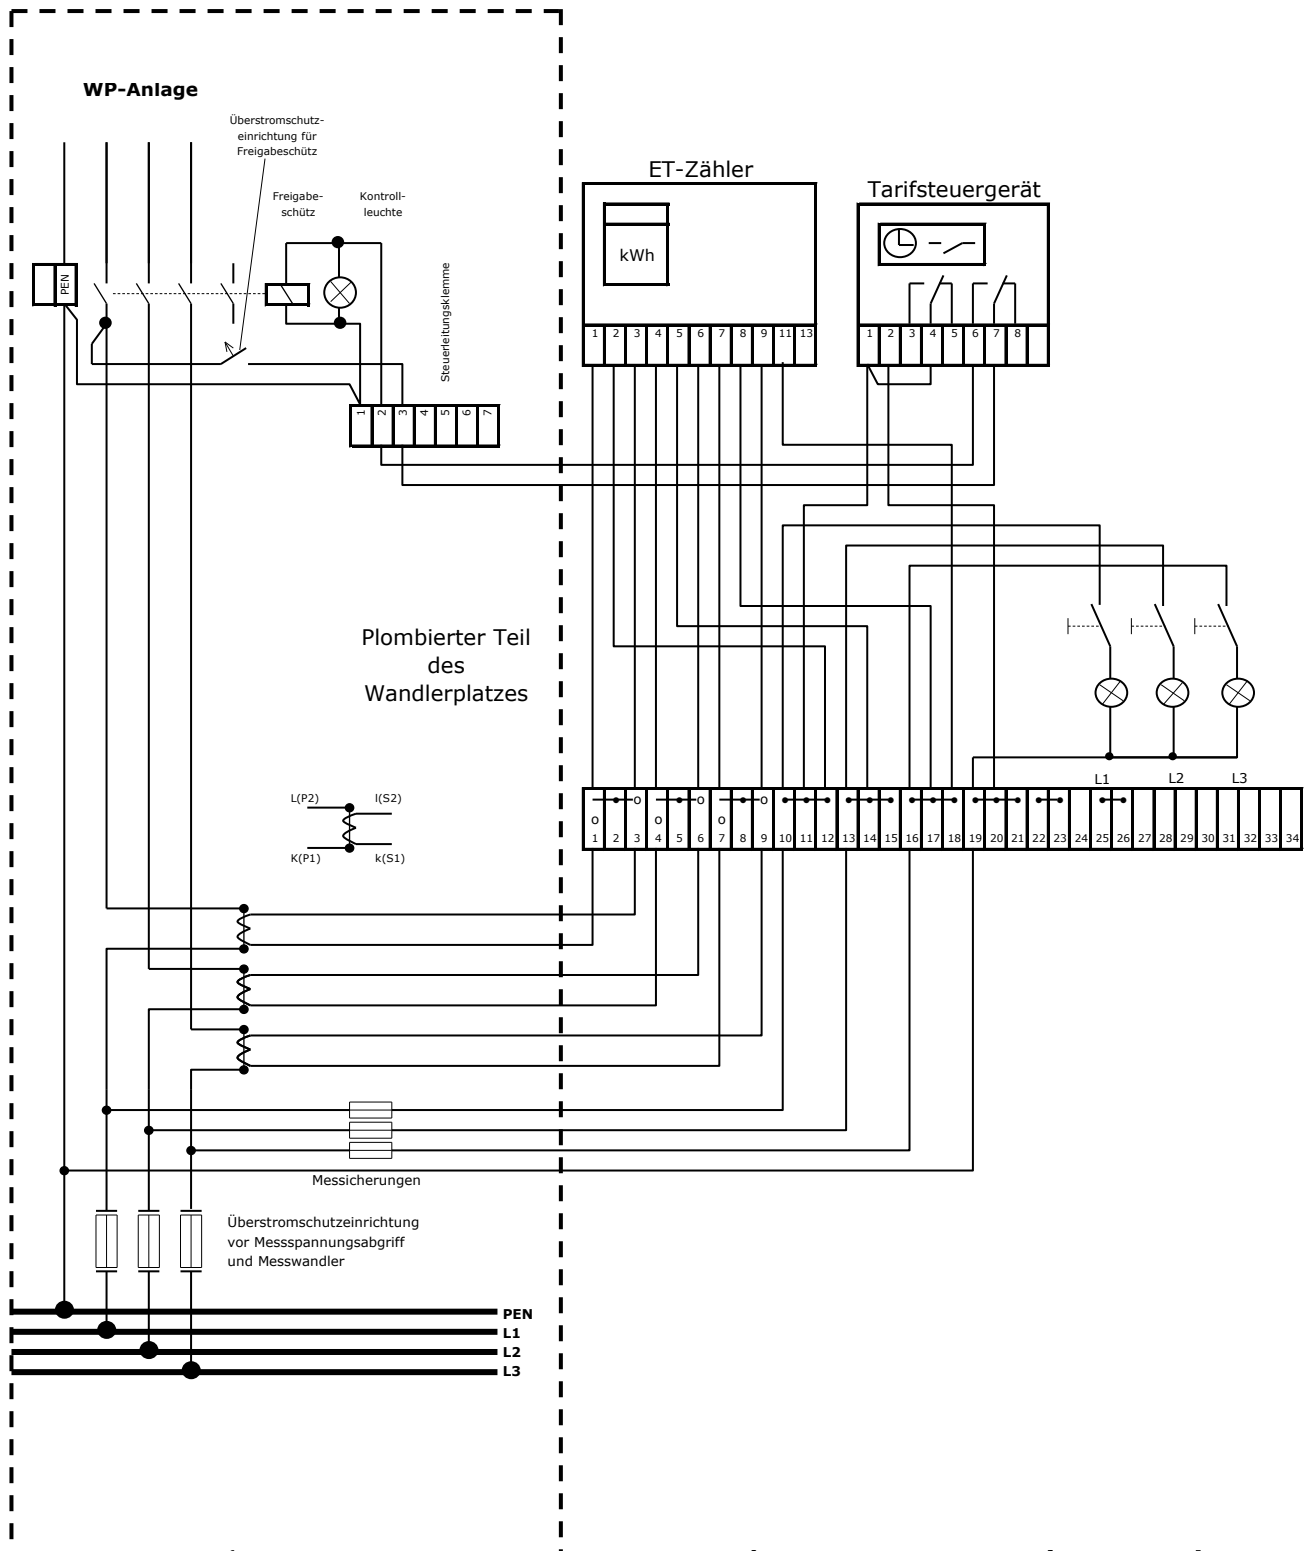 WP-Anlage
Überstromschutz-
einrichtung für
Freigabeschütz
Freigabe-
schütz
Kontroll-
leuchte
PEN
Steuerleitungsklemme
1 2 3 4 5 6 7
ET-Zähler
kWh
1 2 3 4 5 6 7 8 9 11 13
Tarifsteuergerät
1 2 3 4 5 6 7 8
Plombierter Teil
des
Wandlerplatzes
L(P2) l(S2)
K(P1) k(S1)
L1 L2 L3
o o o
o o o
1 2 3 4 5 6 7 8 9 10 11 12 13 14 15 16 17 18 19 20 21 22 23 24 25 26 27 28 29 30 31 32 33 34
Messicherungen
Überstromschutzeinrichtung
vor Messspannungsabgriff
und Messwandler
PEN
L1
L2
L3